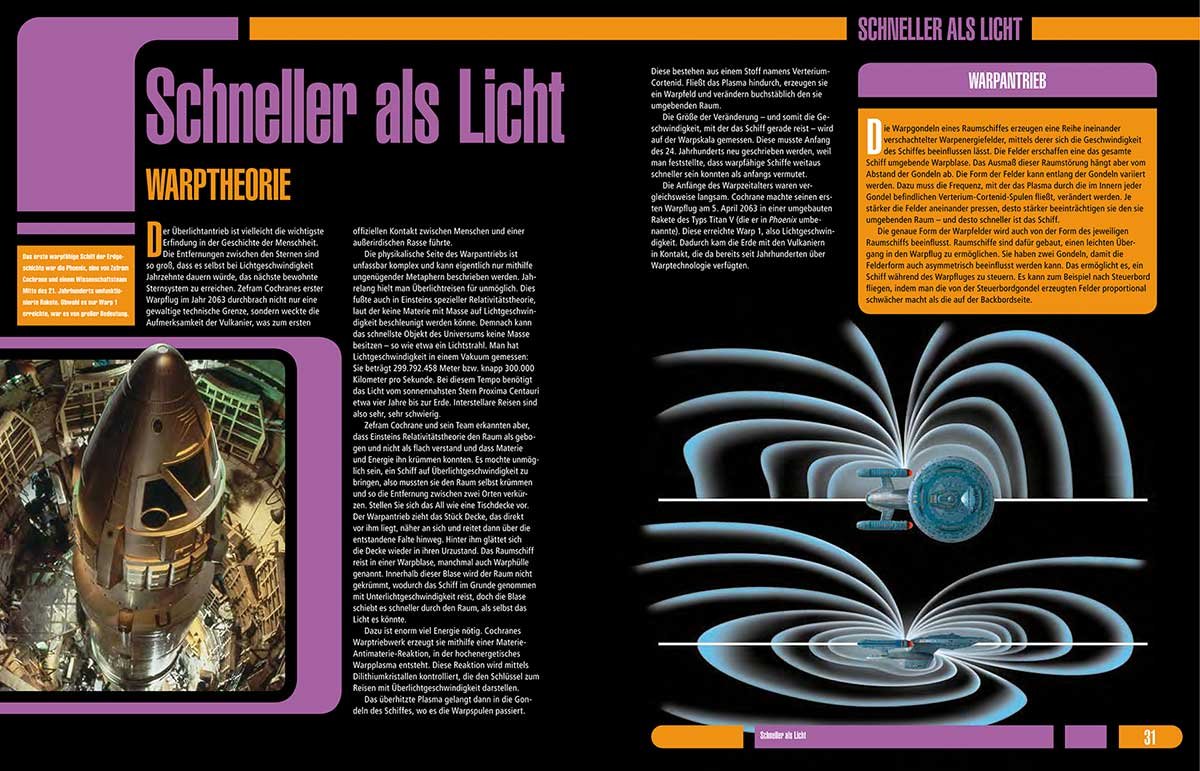 SCHNELLER ALS LICHT
Schneller als Licht
WARPTHEORIE
Das erste warpfähige Schiff der Erdge-
schichte war die Phoenix, eine von Zefram
Cochrane und einem Wissenschaftsteam
Mitte des 21. Jahrhunderts umfunktio-
nierte Rakete. Obwohl es nur Warp 1
erreichte, war es von großer Bedeutung.
Der Überlichtantrieb ist vielleicht die wichtigste
Erfindung in der Geschichte der Menschheit.
Die Entfernungen zwischen den Sternen sind
so groß, dass es selbst bei Lichtgeschwindigkeit
Jahrzehnte dauern würde, das nächste bewohnte
Sternsystem zu erreichen. Zefram Cochranes erster
Warpflug im Jahr 2063 durchbrach nicht nur eine
gewaltige technische Grenze, sondern weckte die
Aufmerksamkeit der Vulkanier, was zum ersten
offiziellen Kontakt zwischen Menschen und einer
außerirdischen Rasse führte.
Die physikalische Seite des Warpantriebs ist
unfassbar komplex und kann eigentlich nur mithilfe
ungenügender Metaphern beschrieben werden. Jah-
relang hielt man Überlichtreisen für unmöglich. Dies
fußte auch in Einsteins spezieller Relativitätstheorie,
laut der keine Materie mit Masse auf Lichtgeschwin-
digkeit beschleunigt werden könne. Demnach kann
das schnellste Objekt des Universums keine Masse
besitzen – so wie etwa ein Lichtstrahl. Man hat
Lichtgeschwindigkeit in einem Vakuum gemessen:
Sie beträgt 299.792.458 Meter bzw. knapp 300.000
Kilometer pro Sekunde. Bei diesem Tempo benötigt
das Licht vom sonnennahsten Stern Proxima Centauri
etwa vier Jahre bis zur Erde. Interstellare Reisen sind
also sehr, sehr schwierig.
Zefram Cochrane und sein Team erkannten aber,
dass Einsteins Relativitätstheorie den Raum als gebo-
gen und nicht als flach verstand und dass Materie
und Energie ihn krümmen konnten. Es mochte unmög-
lich sein, ein Schiff auf Überlichtgeschwindigkeit zu
bringen, also mussten sie den Raum selbst krümmen
und so die Entfernung zwischen zwei Orten verkür-
zen. Stellen Sie sich das All wie eine Tischdecke vor.
Der Warpantrieb zieht das Stück Decke, das direkt
vor ihm liegt, näher an sich und reitet dann über die
entstandene Falte hinweg. Hinter ihm glättet sich
die Decke wieder in ihren Urzustand. Das Raumschiff
reist in einer Warpblase, manchmal auch Warphülle
genannt. Innerhalb dieser Blase wird der Raum nicht
gekrümmt, wodurch das Schiff im Grunde genommen
mit Unterlichtgeschwindigkeit reist, doch die Blase
schiebt es schneller durch den Raum, als selbst das
Licht es könnte.
Dazu ist enorm viel Energie nötig. Cochranes
Warptriebwerk erzeugt sie mithilfe einer Materie-
Antimaterie-Reaktion, in der hochenergetisches
Warpplasma entsteht. Diese Reaktion wird mittels
Dilithiumkristallen kontrolliert, die den Schlüssel zum
Reisen mit Überlichtgeschwindigkeit darstellen.
Das überhitzte Plasma gelangt dann in die Gon-
deln des Schiffes, wo es die Warpspulen passiert.
Diese bestehen aus einem Stoff namens Verterium-
Cortenid. Fließt das Plasma hindurch, erzeugen sie
ein Warpfeld und verändern buchstäblich den sie
umgebenden Raum.
Die Größe der Veränderung – und somit die Ge-
schwindigkeit, mit der das Schiff gerade reist – wird
auf der Warpskala gemessen. Diese musste Anfang
des 24. Jahrhunderts neu geschrieben werden, weil
man feststellte, dass warpfähige Schiffe weitaus
schneller sein konnten als anfangs vermutet.
Die Anfänge des Warpzeitalters waren ver-
gleichsweise langsam. Cochrane machte seinen ers-
ten Warpflug am 5. April 2063 in einer umgebauten
Rakete des Typs Titan V (die er in Phoenix umbe-
nannte). Diese erreichte Warp 1, also Lichtgeschwin-
digkeit. Dadurch kam die Erde mit den Vulkaniern
in Kontakt, die da bereits seit Jahrhunderten über
Warptechnologie verfügten.
WARPANTRIEB
Die Warpgondeln eines Raumschiffes erzeugen eine Reihe ineinander
verschachtelter Warpenergiefelder, mittels derer sich die Geschwindigkeit
des Schiffes beeinflussen lässt. Die Felder erschaffen eine das gesamte
Schiff umgebende Warpblase. Das Ausmaß dieser Raumstörung hängt aber vom
Abstand der Gondeln ab. Die Form der Felder kann entlang der Gondeln variiert
werden. Dazu muss die Frequenz, mit der das Plasma durch die im Innern jeder
Gondel befindlichen Verterium-Cortenid-Spulen fließt, verändert werden. Je
stärker die Felder aneinander pressen, desto stärker beeinträchtigen sie den sie
umgebenden Raum – und desto schneller ist das Schiff.
Die genaue Form der Warpfelder wird auch von der Form des jeweiligen
Raumschiffs beeinflusst. Raumschiffe sind dafür gebaut, einen leichten Über-
gang in den Warpflug zu ermöglichen. Sie haben zwei Gondeln, damit die
Felderform auch asymmetrisch beeinflusst werden kann. Das ermöglicht es, ein
Schiff während des Warpfluges zu steuern. Es kann zum Beispiel nach Steuerbord
fliegen, indem man die von der Steuerbordgondel erzeugten Felder proportional
schwächer macht als die auf der Backbordseite.
Schneller als Licht
31